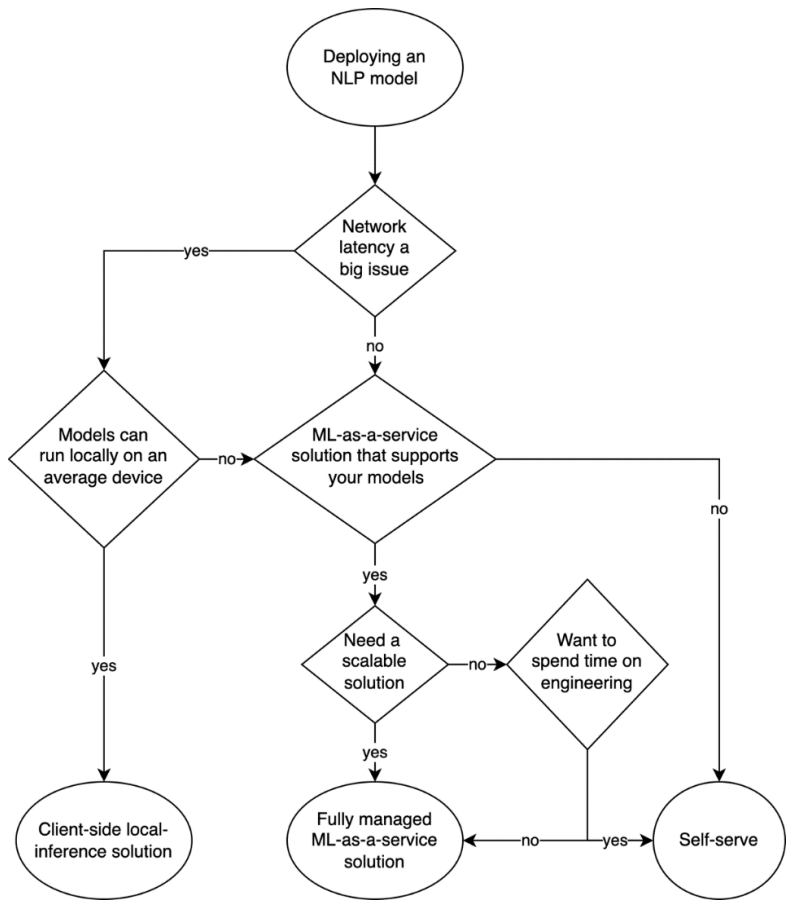 Deploying an
NLP model
Network
latency a
big issue
yes
no
Models can
run locally on an
average device
no
ML-as-a-service
solution that supports
your models
no
yes
Need a
scalable
solution
no
Want to
spend time on
engineering
yes
yes
Client-side local-
inference solution
Fully managed
ML-as-a-service
solution
no
yes
Self-serve